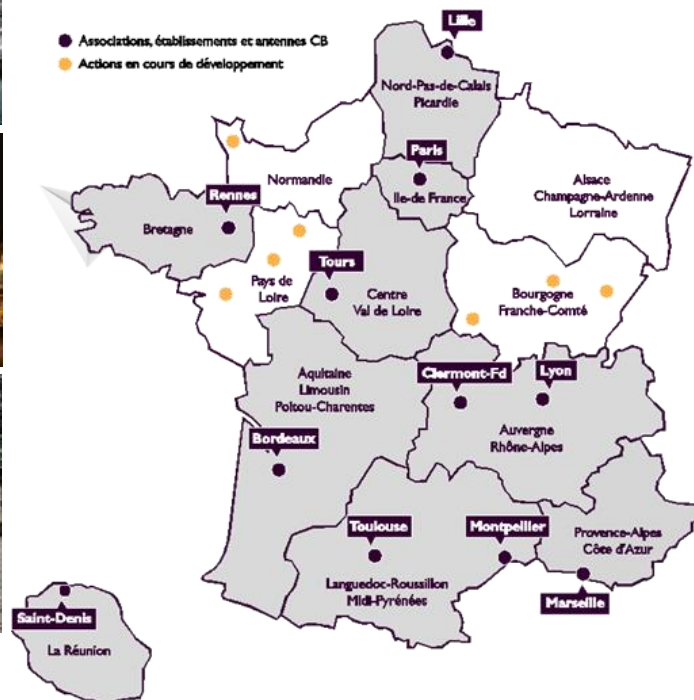 Lille
Associations, établissements et antennes CB
Actions en cours de développement
Nord-Pas-de-Calais
Picardie
Paris
Ile-de France
Normandie
Alsace
Champagne-Ardenne
Lorraine
Rennes
Bretagne
Tours
Pays de
Loire
Centre
Val de Loire
Bourgogne
Franche-Comté
Aquitaine
Limousin
Poitou-Charentes
Clermont-Fd
Lyon
Auvergne
Rhône-Alpes
Bordeaux
Toulouse
Montpellier
Provence-Alpes
Côte d'Azur
Languedoc-Roussillon
Midi-Pyrénées
Marseille
Saint-Denis
La Réunion